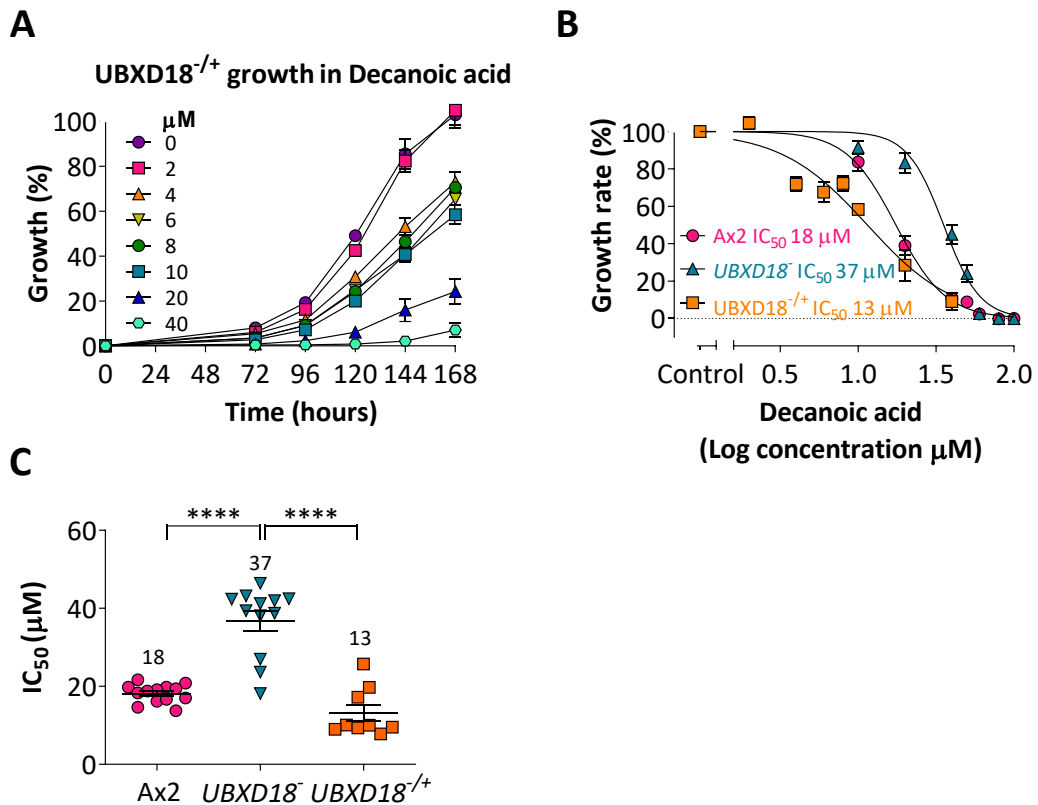 A
UBXD18-/+ growth in Decanoic acid
μM
0
2
4
6
8
10
20
40
Growth (%)
100
80
60
40
20
0
0 24 48 72 96 120 144 168
Time (hours)
B
Growth rate (%)
100
80
60
40
20
0
Ax2 IC50 18 μM
UBXD18- IC50 37 μM
UBXD18-/+ IC50 13 μM
Control 0.5 1.0 1.5 2.0
Decanoic acid
(Log concentration μM)
C
IC50 (μM)
60
40
20
0
**** ****
37
18
13
Ax2 UBXD18- UBXD18-/+